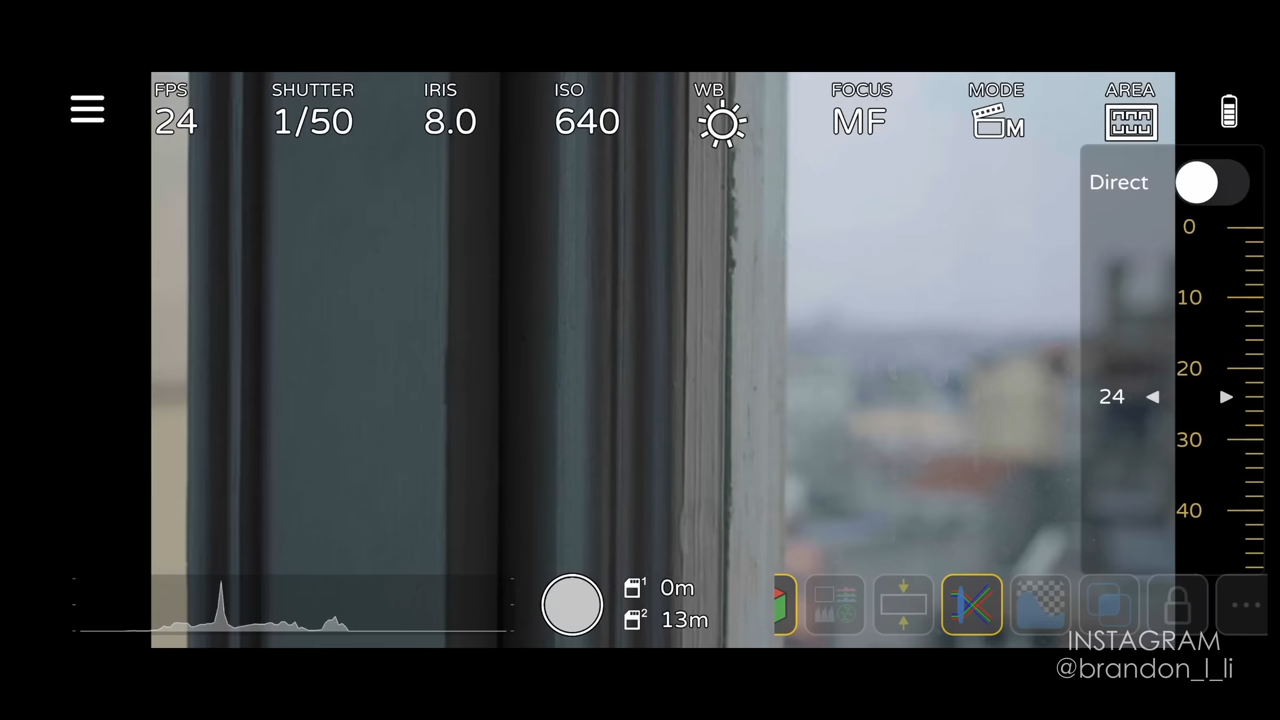 FPS SHUTTER IRIS ISO WB FOCUS MODE AREA
24 1/50 8.0 640 MF M
Direct
0
10
20
24
30
40
1 0m
2 13m
INSTAGRAM
@brandon_l_li